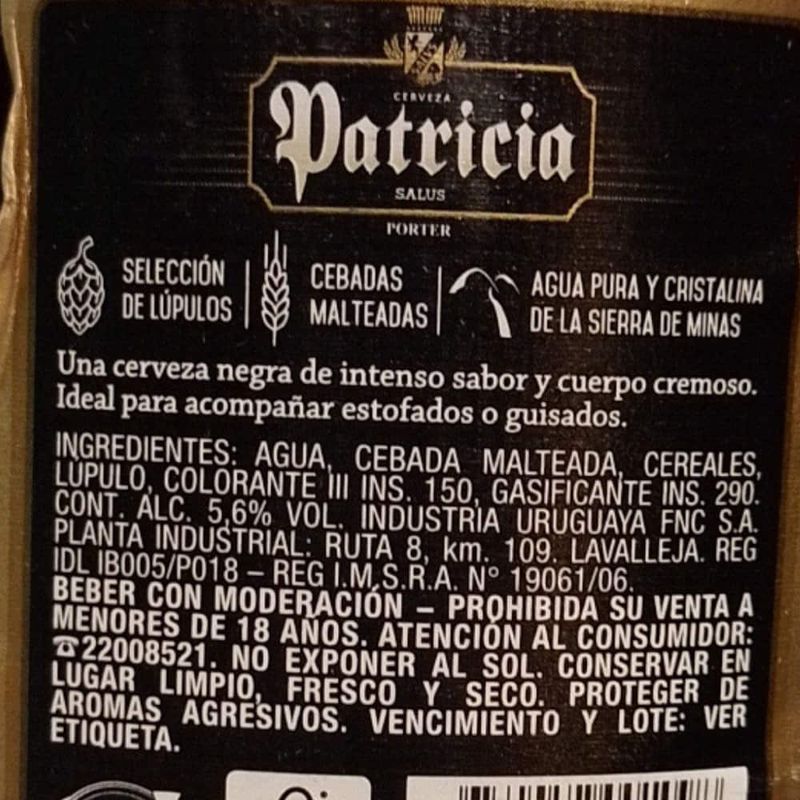 CERVEZA
Patricia
SALUS
PORTER
SELECCIÓN
DE LÚPULOS
CEBADAS
MALTEADAS
AGUA PURA Y CRISTALINA
DE LA SIERRA DE MINAS
Una cerveza negra de intenso sabor y cuerpo cremoso.
Ideal para acompañar estofados o guisados.
INGREDIENTES: AGUA, CEBADA MALTEADA, CEREALES,
LÚPULO, COLORANTE III INS. 150, GASIFICANTE INS. 290.
CONT. ALC. 5,6% VOL. INDUSTRIA URUGUAYA FNC S.A.
PLANTA INDUSTRIAL: RUTA 8, km. 109. LAVALLEJA. REG
IDL IB005/P018 – REG I.M.S.R.A. N° 19061/06.
BEBER CON MODERACIÓN – PROHIBIDA SU VENTA A
MENORES DE 18 AÑOS. ATENCIÓN AL CONSUMIDOR:
☎22008521. NO EXPONER AL SOL. CONSERVAR EN
LUGAR LIMPIO, FRESCO Y SECO. PROTEGER DE
AROMAS AGRESIVOS. VENCIMIENTO Y LOTE: VER
ETIQUETA.